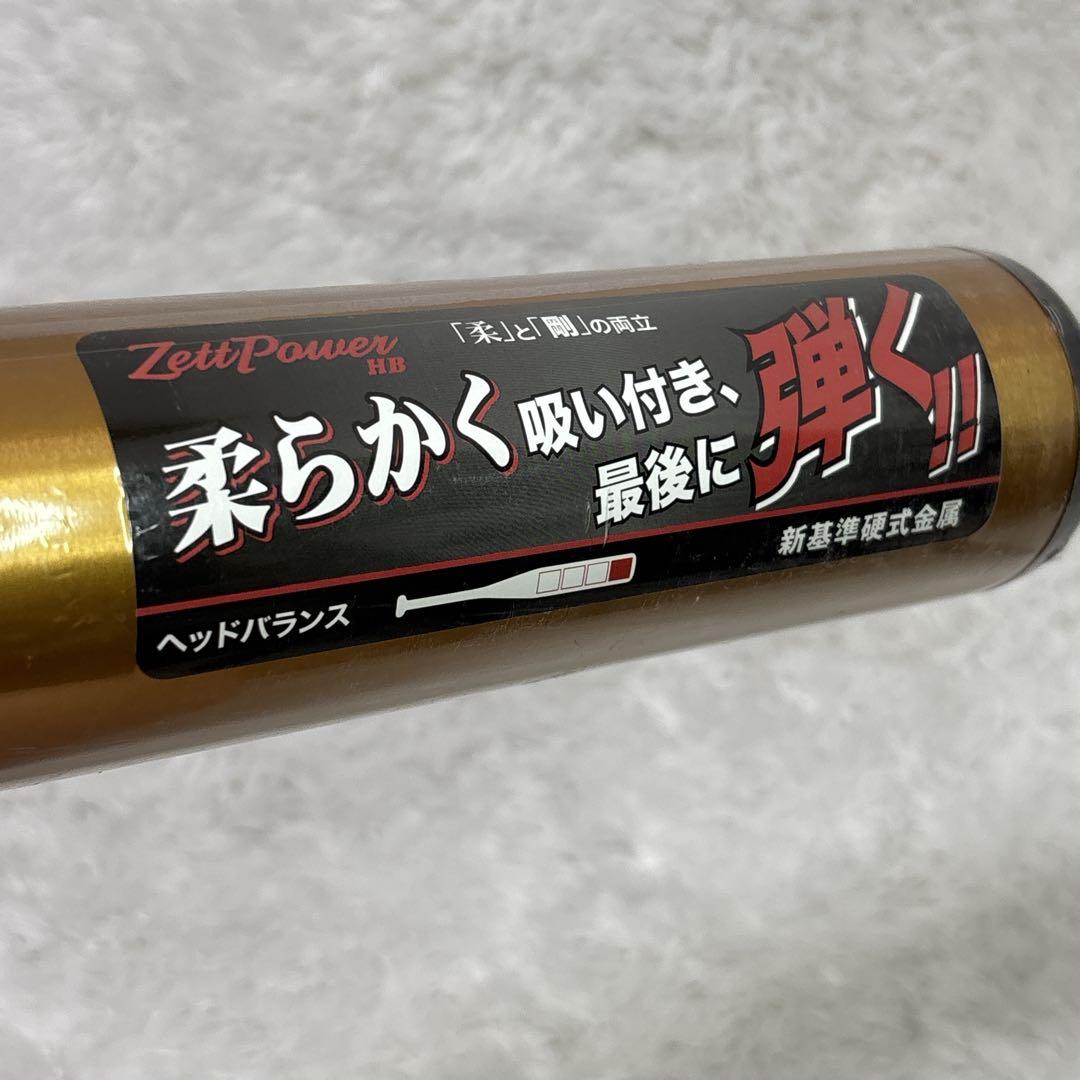 ZettPower
HB
「柔」と「剛」の両立
柔らかく吸い付き、
最後に弾く!!
新基準硬式金属
ヘッドバランス